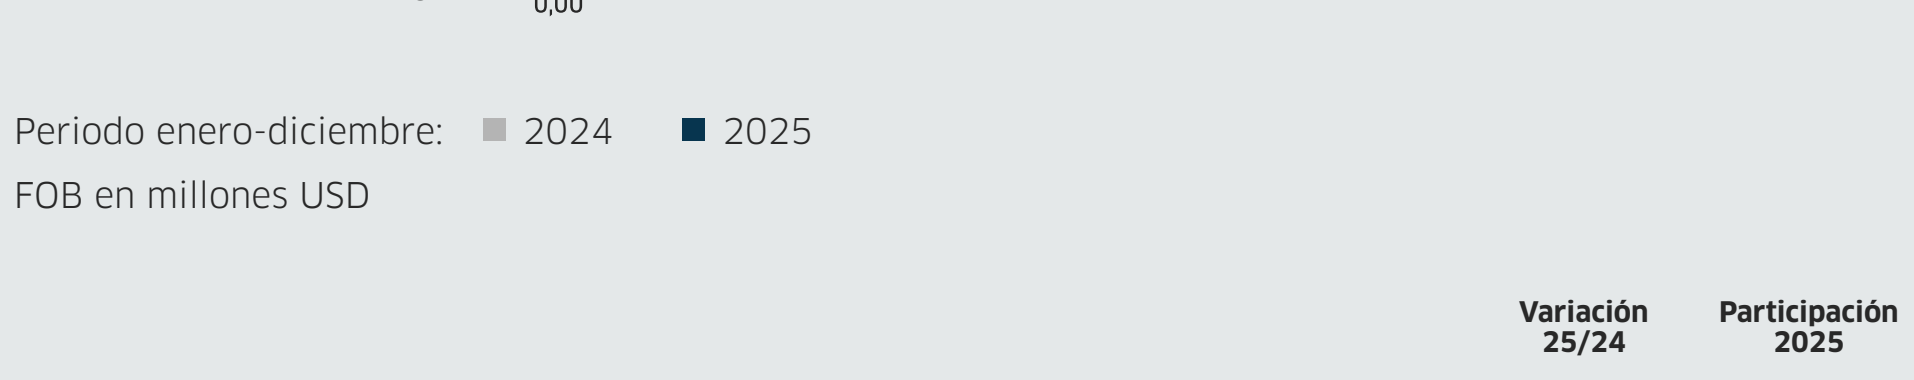 0,00
Periodo enero-diciembre: 2024 2025
FOB en millones USD
Variación Participación
25/24 2025